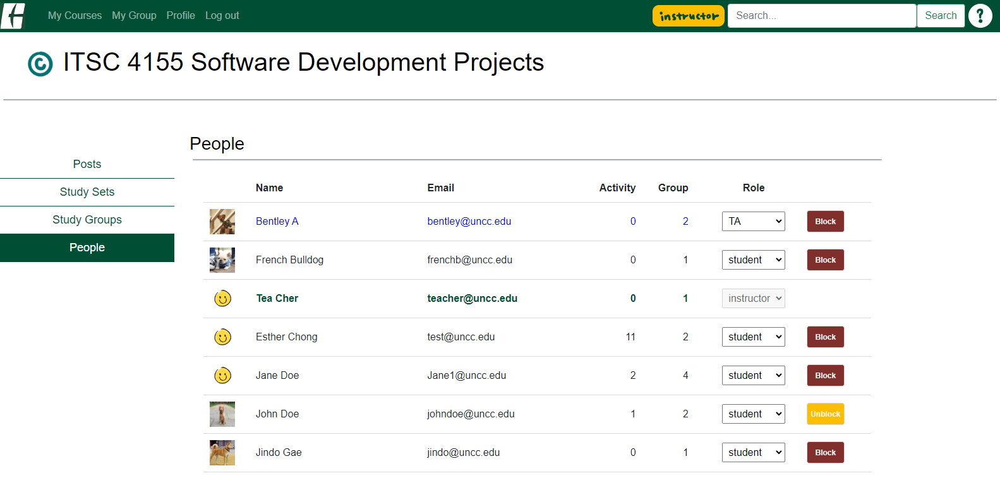 My Courses My Group Profile Log out instructor Search... Search ?
© ITSC 4155 Software Development Projects
People
Posts
Study Sets
Study Groups
People
Name Email Activity Group Role
Bentley A bentley@uncc.edu 0 2 TA Block
French Bulldog frenchb@uncc.edu 0 1 student Block
Tea Cher teacher@uncc.edu 0 1 instructor
Esther Chong test@uncc.edu 11 2 student Block
Jane Doe Jane1@uncc.edu 2 4 student Block
John Doe johndoe@uncc.edu 1 2 student Unblock
Jindo Gae jindo@uncc.edu 0 1 student Block